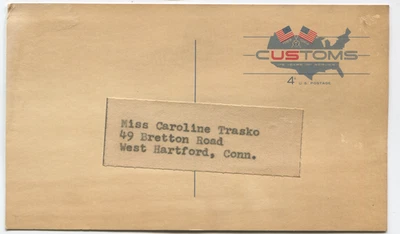 CUSTOMS
4¢ U.S. POSTAGE
Miss Caroline Trasko
49 Bretton Road
West Hartford, Conn.